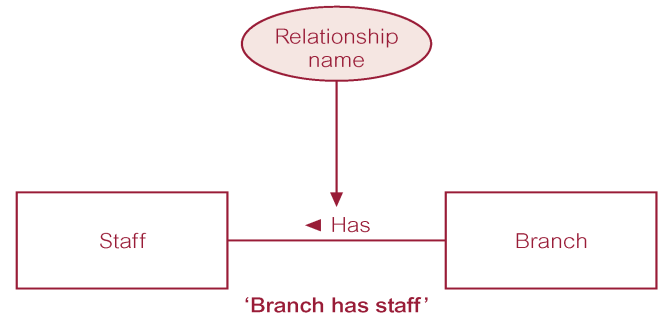 Relationship
name
◄ Has
Staff
Branch
‘Branch has staff’